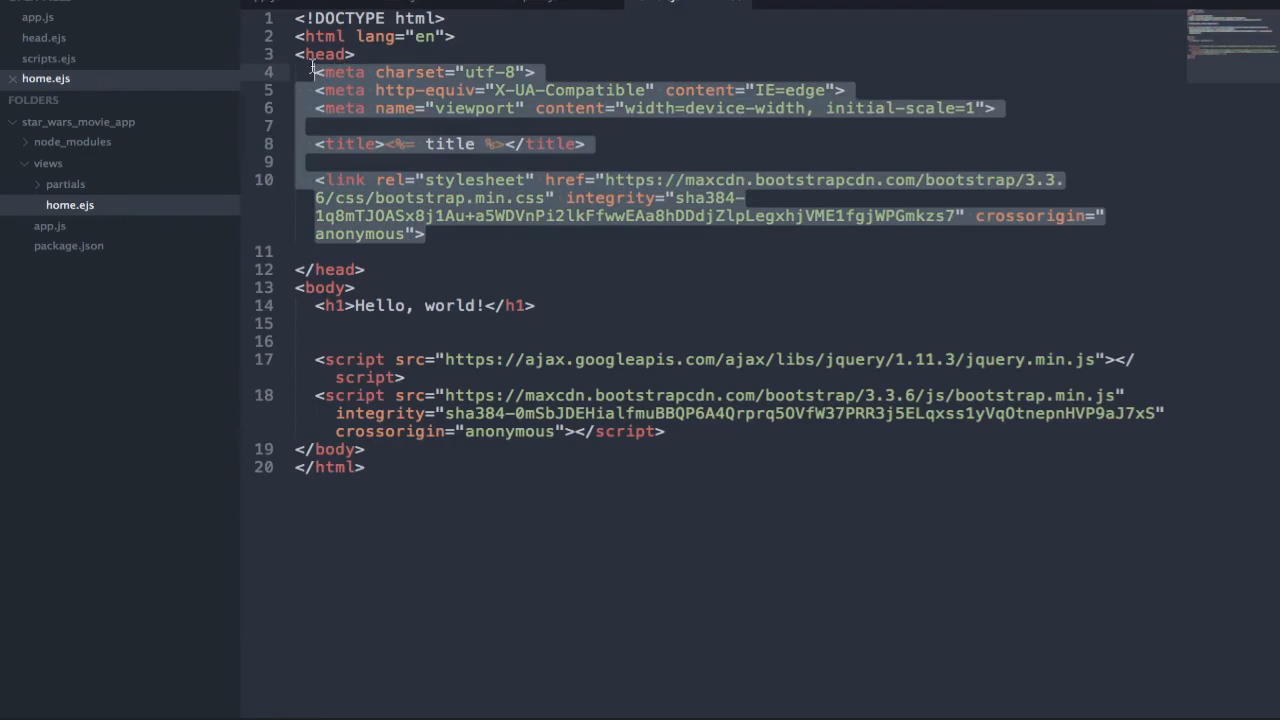 app.js
head.ejs
scripts.ejs
home.ejs
FOLDERS
star_wars_movie_app
node_modules
views
partials
home.ejs
app.js
package.json
1 <!DOCTYPE html>
2 <html lang="en">
3 <head>
4 <meta charset="utf-8">
5 <meta http-equiv="X-UA-Compatible" content="IE=edge">
6 <meta name="viewport" content="width=device-width, initial-scale=1">
7
8 <title><%= title %></title>
9
10 <link rel="stylesheet" href="https://maxcdn.bootstrapcdn.com/bootstrap/3.3.
6/css/bootstrap.min.css" integrity="sha384-
1q8mTJOASx8j1Au+a5WDVnPi2lkFfwwEAa8hDDdjZlpLegxhjVME1fgjWPGmkzs7" crossorigin="
anonymous">
11
12 </head>
13 <body>
14 <h1>Hello, world!</h1>
15
16
17 <script src="https://ajax.googleapis.com/ajax/libs/jquery/1.11.3/jquery.min.js"></
script>
18 <script src="https://maxcdn.bootstrapcdn.com/bootstrap/3.3.6/js/bootstrap.min.js"
integrity="sha384-0mSbJDEHialfmuBBQP6A4Qrprq5OVfW37PRR3j5ELqxss1yVqOtnepnHVP9aJ7xS"
crossorigin="anonymous"></script>
19 </body>
20 </html>